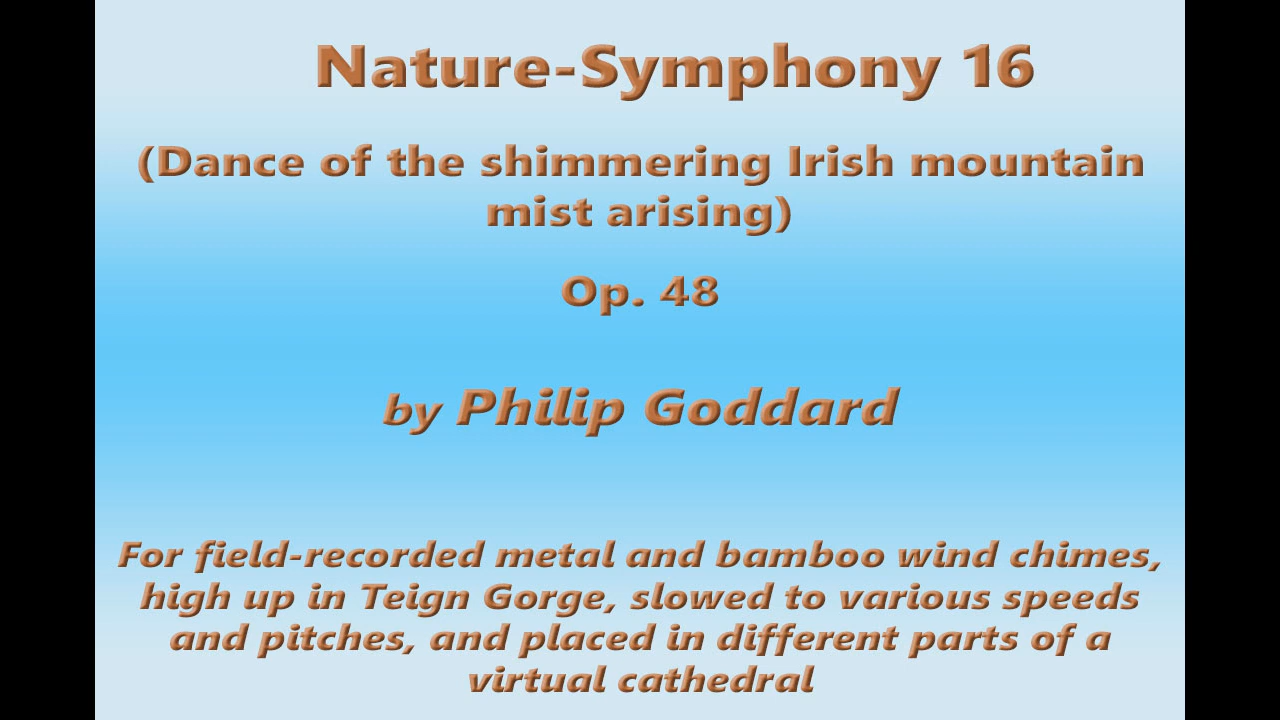 Nature-Symphony 16
(Dance of the shimmering Irish mountain
mist arising)
Op. 48
by Philip Goddard
For field-recorded metal and bamboo wind chimes,
high up in Teign Gorge, slowed to various speeds
and pitches, and placed in different parts of a
virtual cathedral